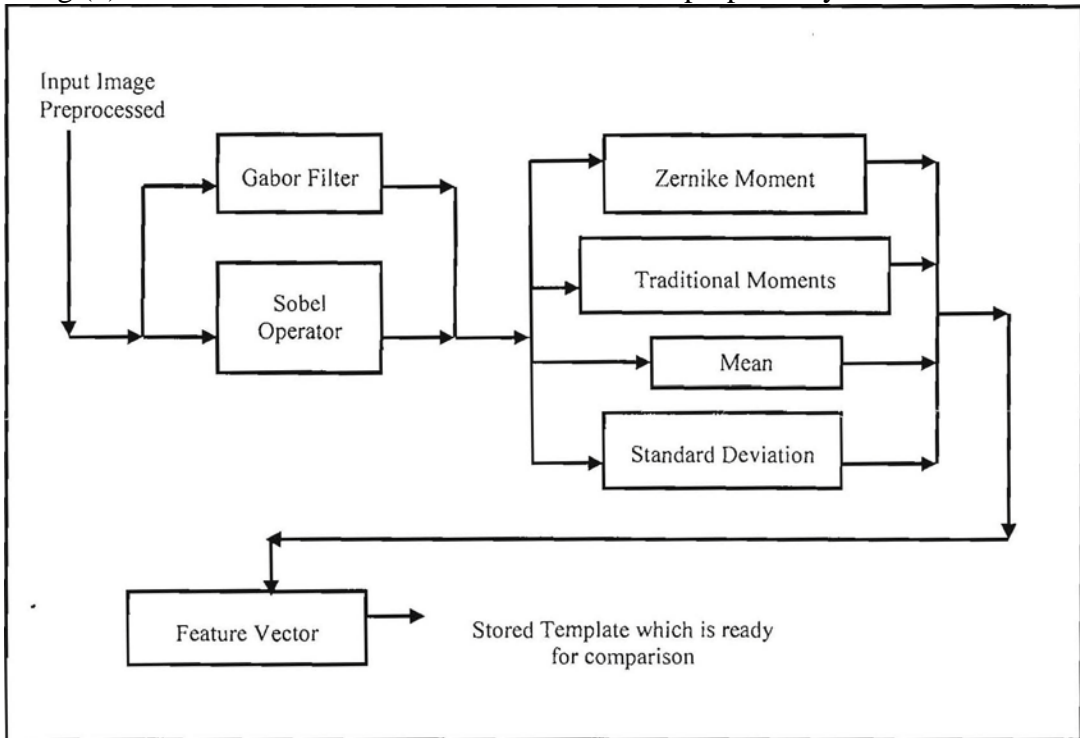 Input Image
Preprocessed
Gabor Filter
Zernike Moment
Sobel
Operator
Traditional Moments
Mean
Standard Deviation
Feature Vector
Stored Template which is ready
for comparison